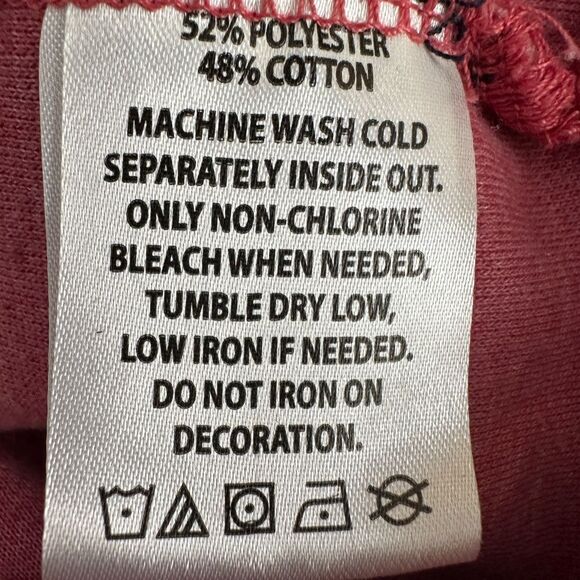 52% POLYESTER
48% COTTON
MACHINE WASH COLD
SEPARATELY INSIDE OUT.
ONLY NON-CHLORINE
BLEACH WHEN NEEDED,
TUMBLE DRY LOW,
LOW IRON IF NEEDED.
DO NOT IRON ON
DECORATION.